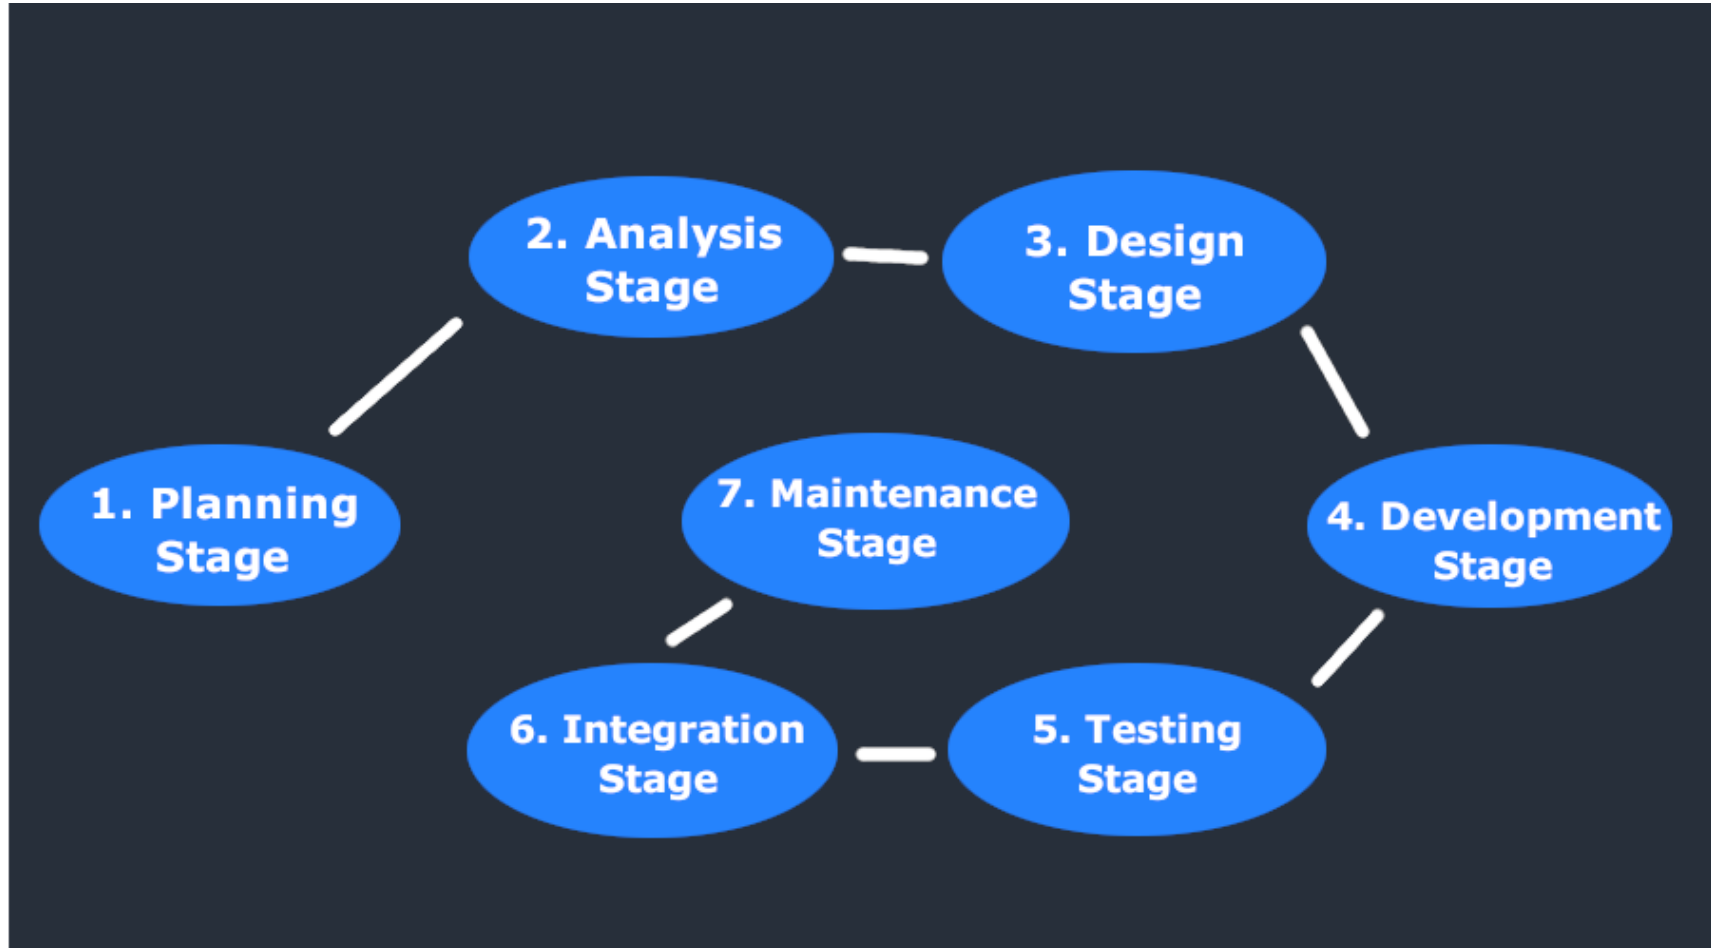 1. Planning
Stage
2. Analysis
Stage
3. Design
Stage
4. Development
Stage
5. Testing
Stage
6. Integration
Stage
7. Maintenance
Stage